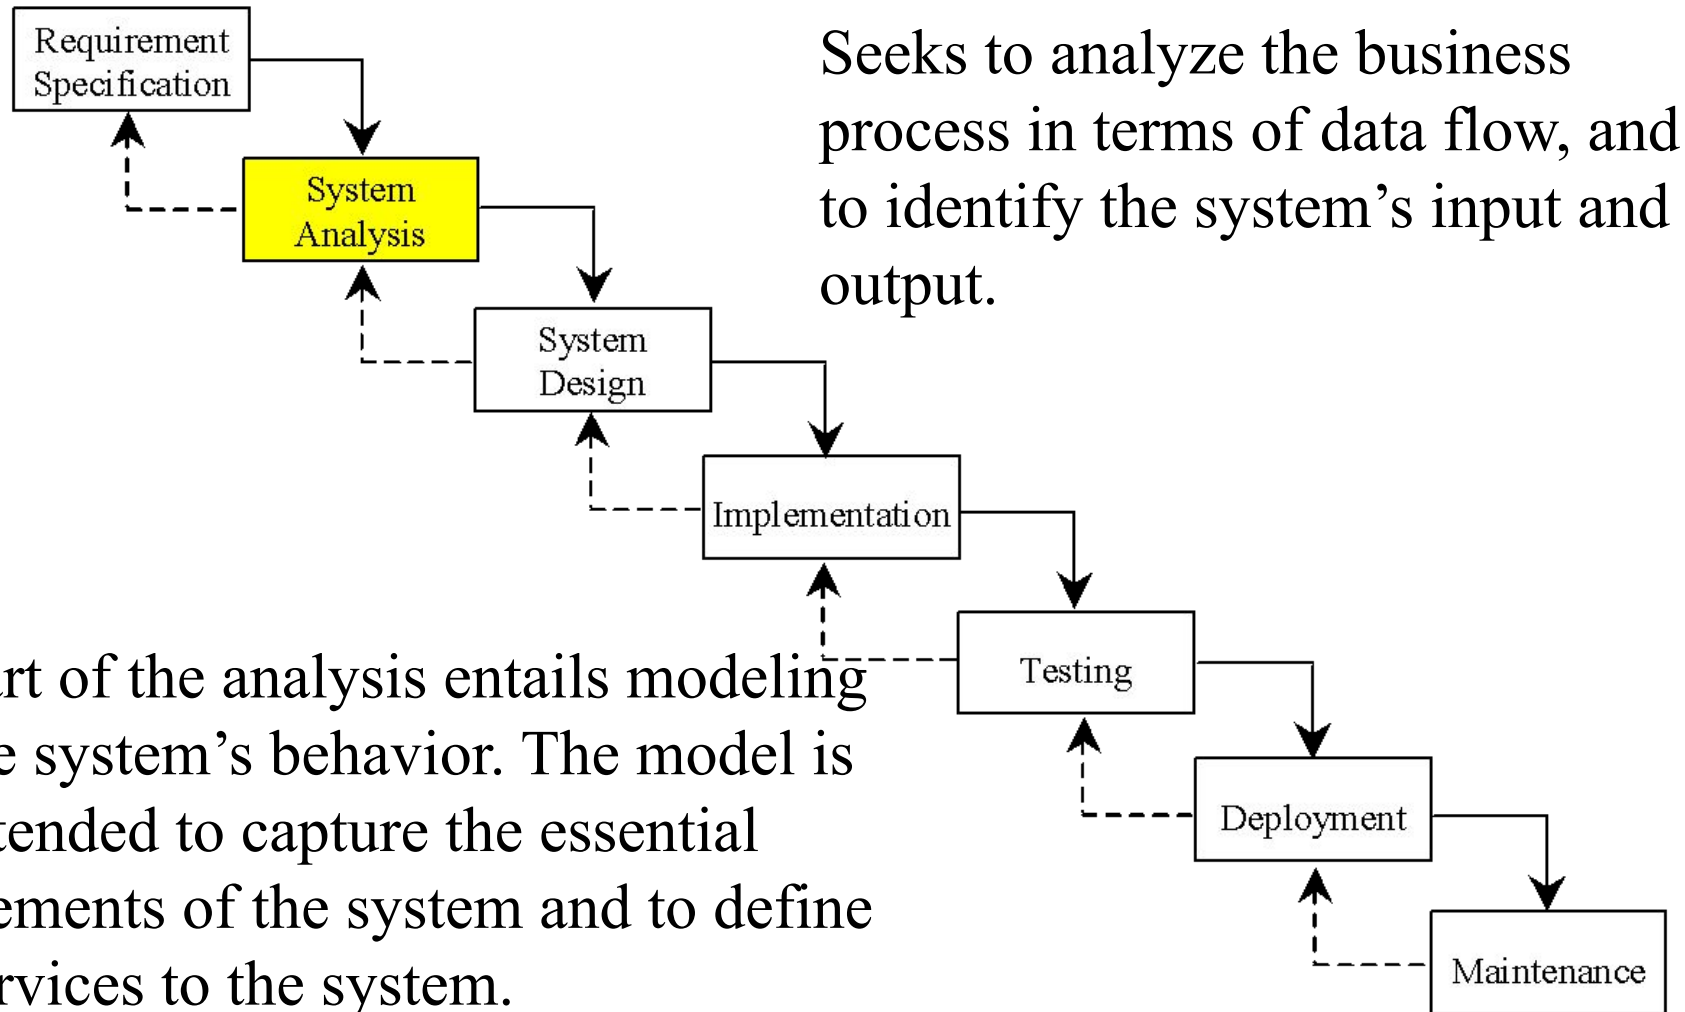 Requirement
Specification
Seeks to analyze the business
process in terms of data flow, and
to identify the system’s input and
output.
System
Analysis
System
Design
Implementation
Testing
of the analysis entails modeling
system’s behavior. The model is
to capture the essential
of the system and to define
to the system.
Deployment
Maintenance